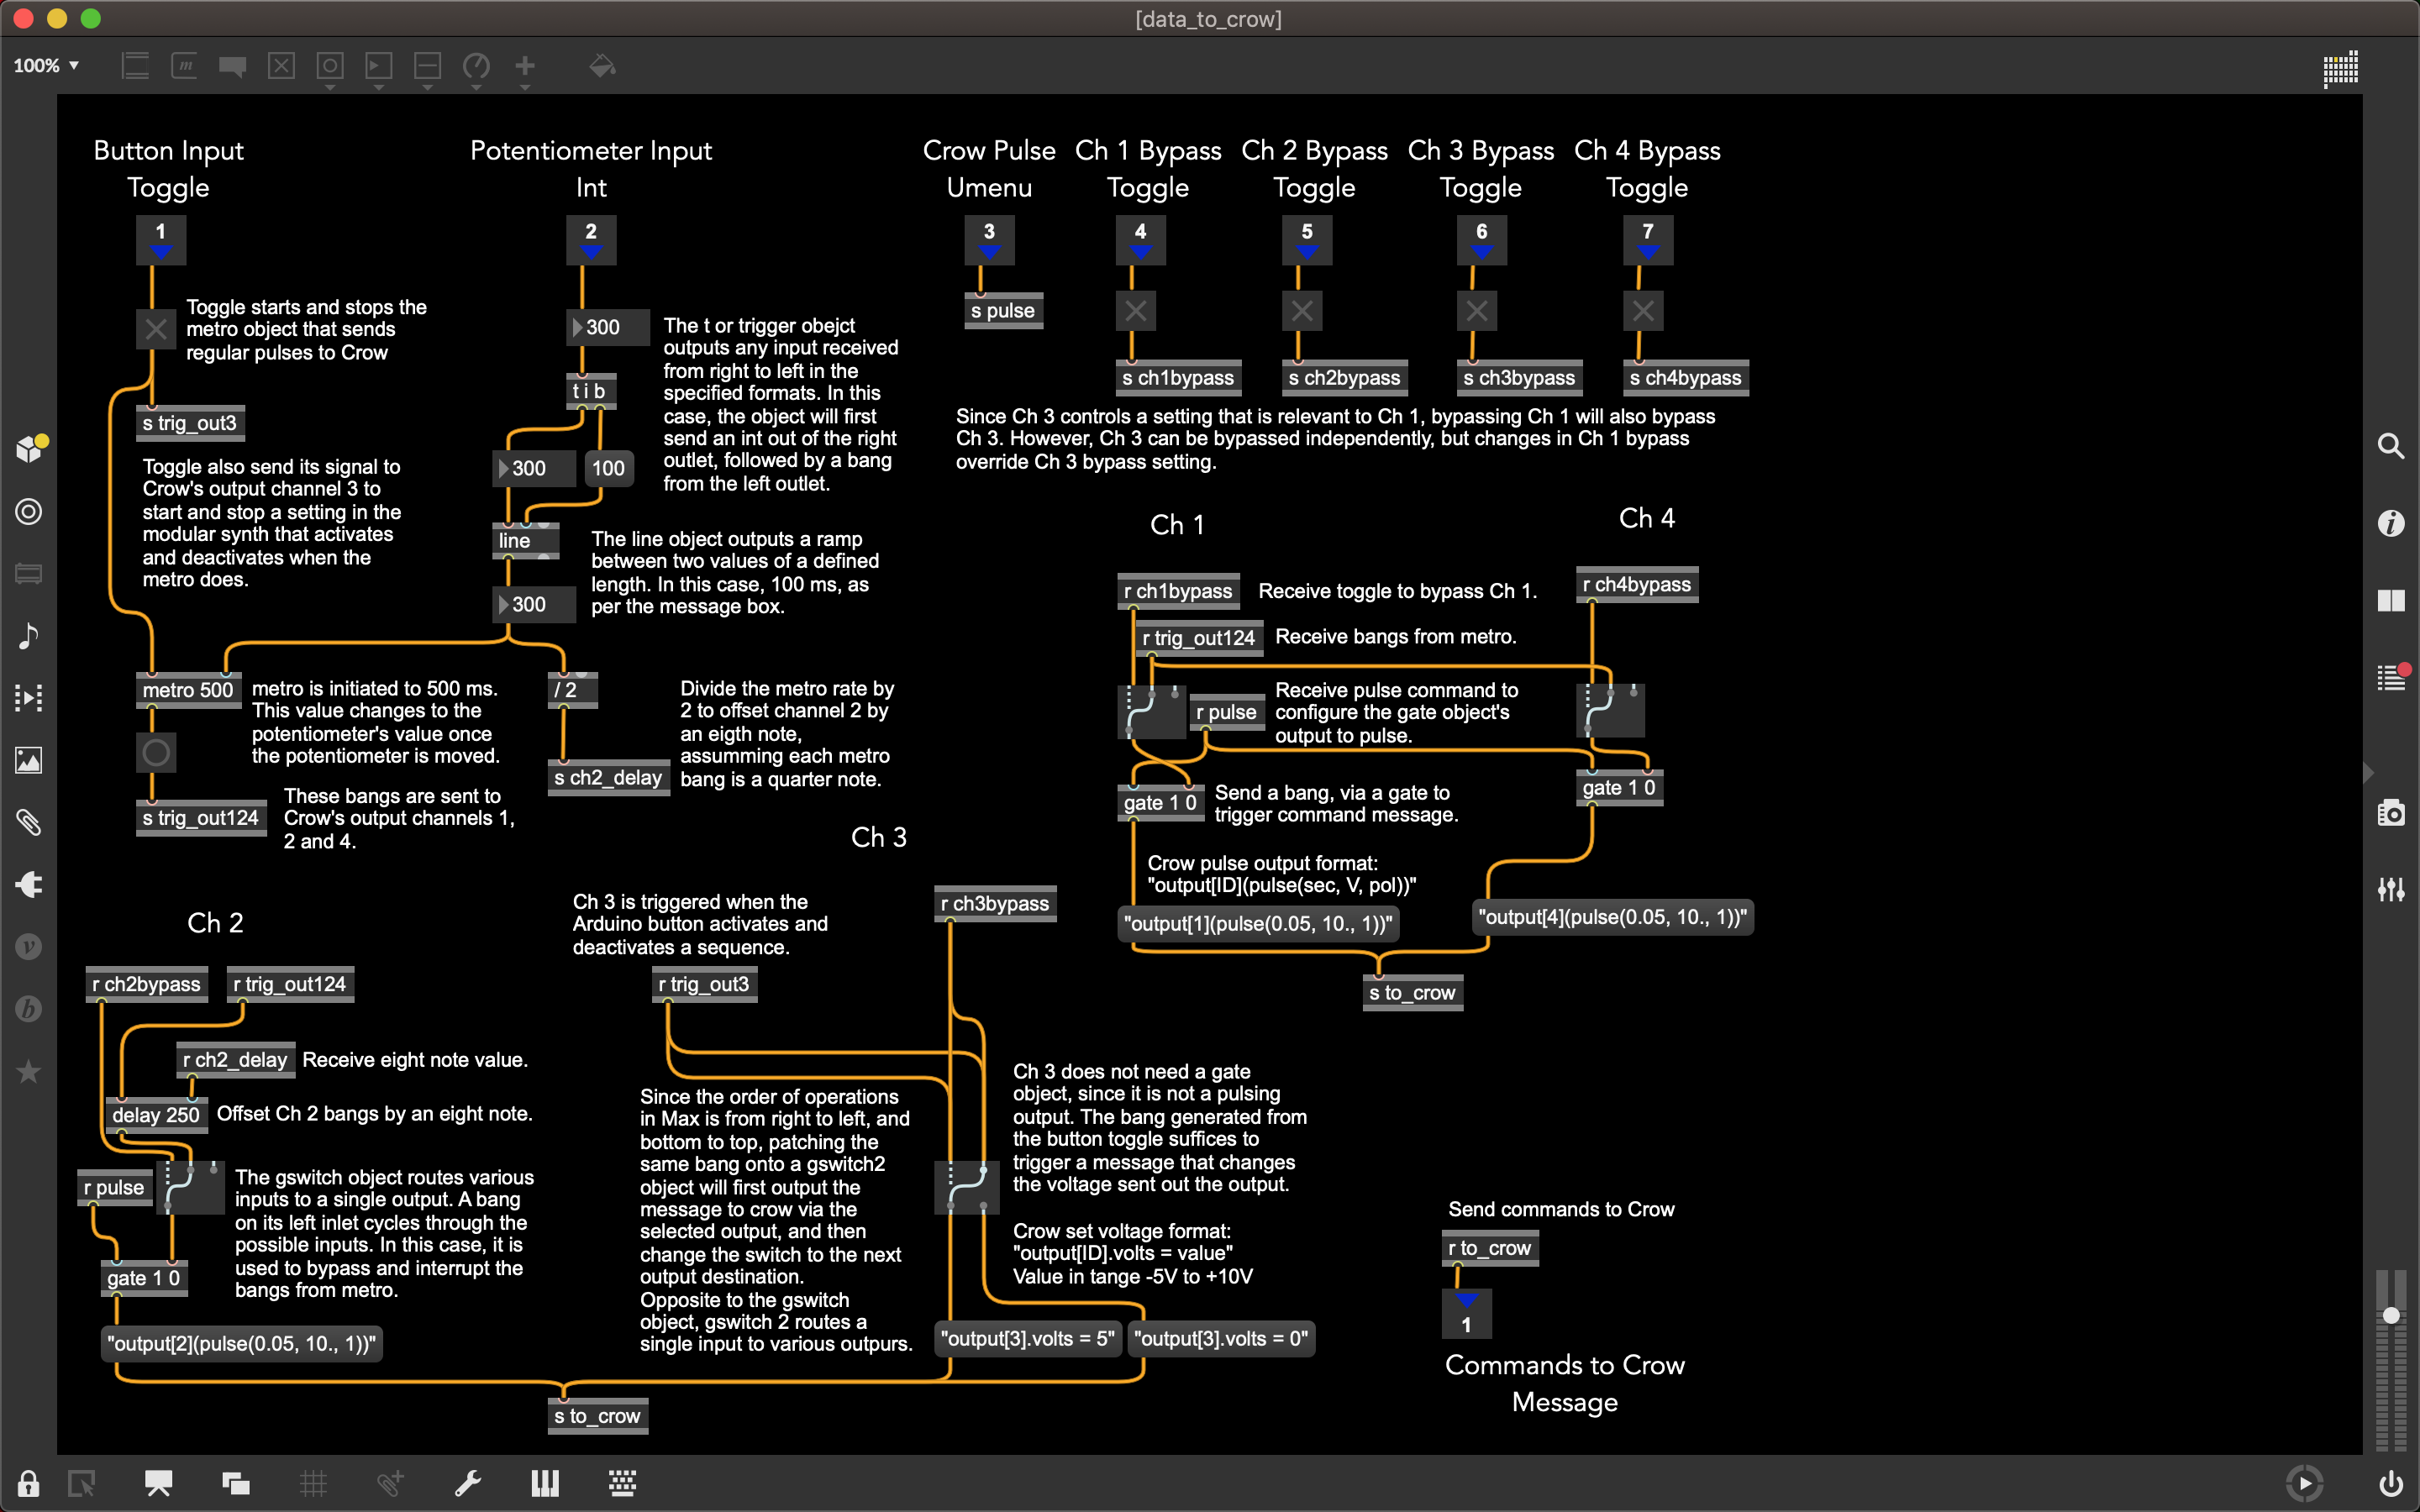 [data_to_crow]
100%
Button Input
Toggle
1
Toggle starts and stops the
metro object that sends
regular pulses to Crow
s trig_out3
Toggle also send its signal to
Crow's output channel 3 to
start and stop a setting in the
modular synth that activates
and deactivates when the
metro does.
metro 500
metro is initiated to 500 ms.
This value changes to the
potentiometer's value once
the potentiometer is moved.
s trig_out124
These bangs are sent to
Crow's output channels 1,
2 and 4.
Potentiometer Input
Int
2
300
The t or trigger obejct
outputs any input received
from right to left in the
specified formats. In this
case, the object will first
send an int out of the right
outlet, followed by a bang
from the left outlet.
t i b
300
100
line
The line object outputs a ramp
between two values of a defined
length. In this case, 100 ms, as
per the message box.
300
/ 2
Divide the metro rate by
2 to offset channel 2 by
an eigth note,
assumming each metro
bang is a quarter note.
s ch2_delay
Crow Pulse
Umenu
3
s pulse
Ch 1 Bypass
Toggle
4
s ch1bypass
Ch 2 Bypass
Toggle
5
s ch2bypass
Ch 3 Bypass
Toggle
6
s ch3bypass
Ch 4 Bypass
Toggle
7
s ch4bypass
Since Ch 3 controls a setting that is relevant to Ch 1, bypassing Ch 1 will also bypass
Ch 3. However, Ch 3 can be bypassed independently, but changes in Ch 1 bypass
override Ch 3 bypass setting.
Ch 1
r ch1bypass
Receive toggle to bypass Ch 1.
r trig_out124
Receive bangs from metro.
r pulse
Receive pulse command to
configure the gate object's
output to pulse.
gate 1 0
Send a bang, via a gate to
trigger command message.
Crow pulse output format:
"output[ID](pulse(sec, V, pol))"
"output[1](pulse(0.05, 10., 1))"
Ch 4
r ch4bypass
gate 1 0
"output[4](pulse(0.05, 10., 1))"
s to_crow
Ch 2
r ch2bypass
r trig_out124
r ch2_delay
Receive eight note value.
delay 250
Offset Ch 2 bangs by an eight note.
r pulse
The gswitch object routes various
inputs to a single output. A bang
on its left inlet cycles through the
possible inputs. In this case, it is
used to bypass and interrupt the
bangs from metro.
gate 1 0
"output[2](pulse(0.05, 10., 1))"
Ch 3
Ch 3 is triggered when the
Arduino button activates and
deactivates a sequence.
r ch3bypass
r trig_out3
Since the order of operations
in Max is from right to left, and
bottom to top, patching the
same bang onto a gswitch2
object will first output the
message to crow via the
selected output, and then
change the switch to the next
output destination.
Opposite to the gswitch
object, gswitch 2 routes a
single input to various outpurs.
Ch 3 does not need a gate
object, since it is not a pulsing
output. The bang generated from
the button toggle suffices to
trigger a message that changes
the voltage sent out the output.
Crow set voltage format:
"output[ID].volts = value"
Value in tange -5V to +10V
"output[3].volts = 5"
"output[3].volts = 0"
s to_crow
Send commands to Crow
r to_crow
1
Commands to Crow
Message